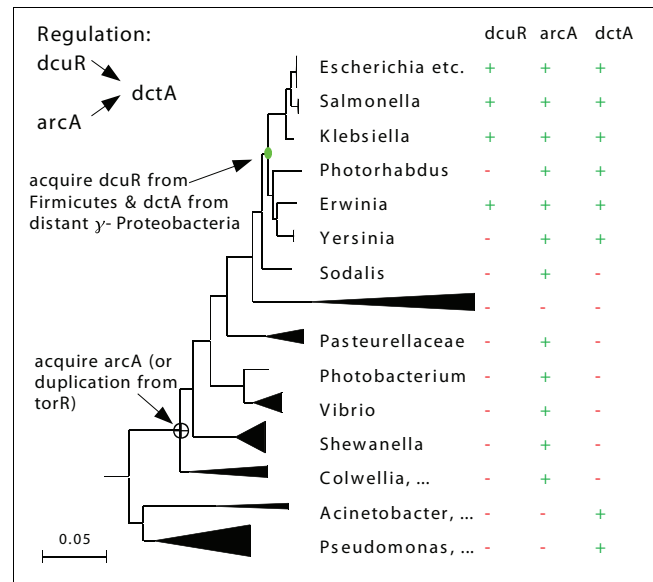 Regulation:
dcuR
dctA
arcA
dcuR arcA dctA
Escherichia etc. + + +
Salmonella + + +
Klebsiella + + +
Photorhabdus - + +
Erwinia + + +
Yersinia - + +
Sodalis - + -
- - -
Pasteurellaceae - + -
Photobacterium - + -
Vibrio - + -
Shewanella - + -
Colwellia, ... - + -
Acinetobacter, ... - - +
Pseudomonas, ... - - +
acquire dcuR from
Firmicutes & dctA from
distant γ- Proteobacteria
acquire arcA (or
duplication from
torR)
0.05